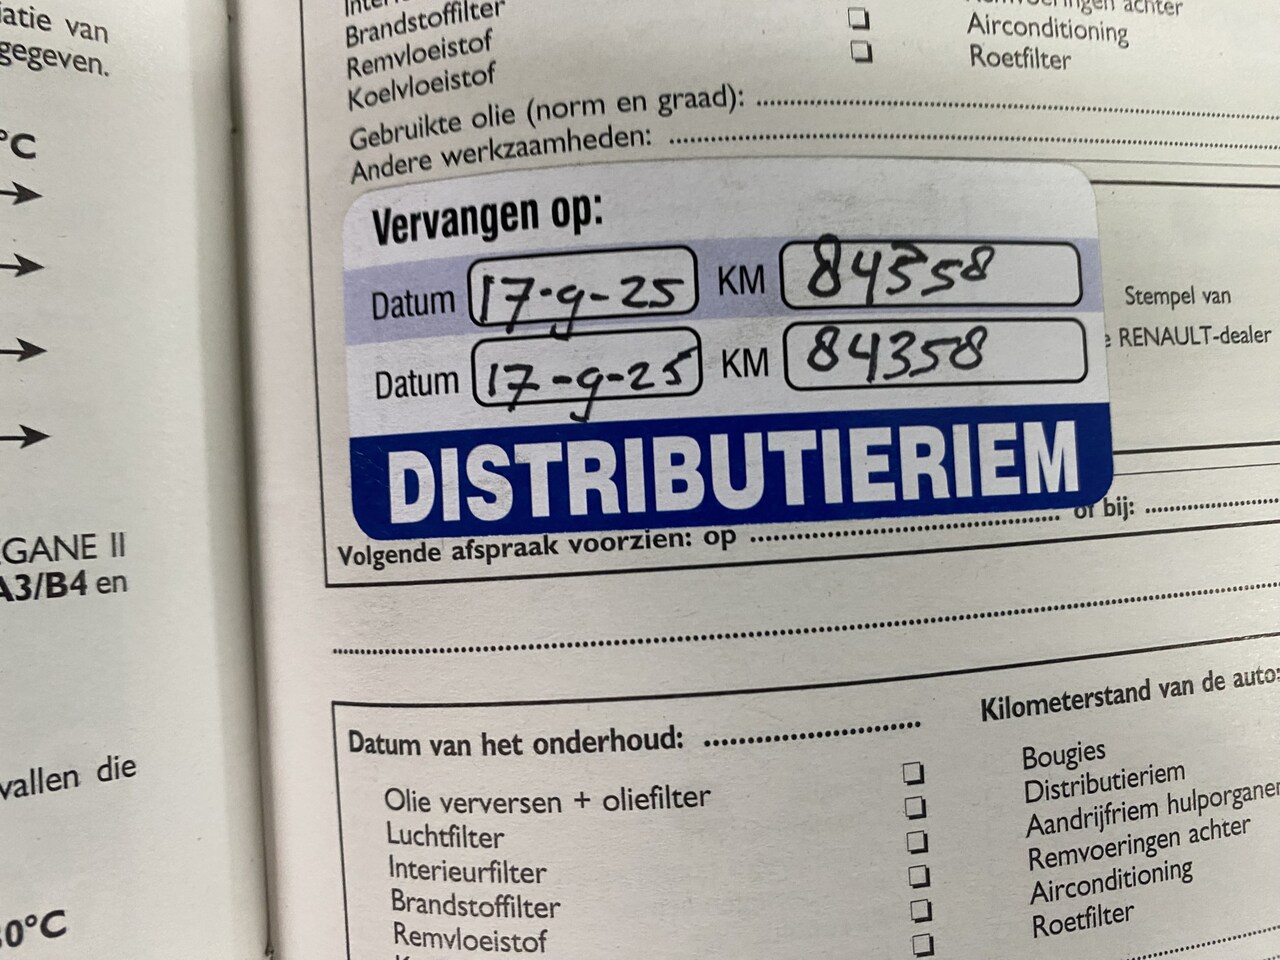 atie van
gegeven.
°C
GANE II
A3/B4 en
vallen die
0°C
Brandstoffilter
Remvloeistof
Koelvloeistof
achter
Airconditioning
Roetfilter
Gebruikte olie (norm en graad): ........
Andere werkzaamheden: ........
Vervangen op:
Datum 17-9-25 KM 84358
Datum 17-9-25 KM 84358
DISTRIBUTIERIEM
Stempel van
e RENAULT-dealer
Volgende afspraak voorzien: op ........ of bij: ........
Datum van het onderhoud: ........
Kilometerstand van de auto:
Olie verversen + oliefilter
Luchtfilter
Interieurfilter
Brandstoffilter
Remvloeistof
Bougies
Distributieriem
Aandrijfriem hulporganen
Remvoeringen achter
Airconditioning
Roetfilter